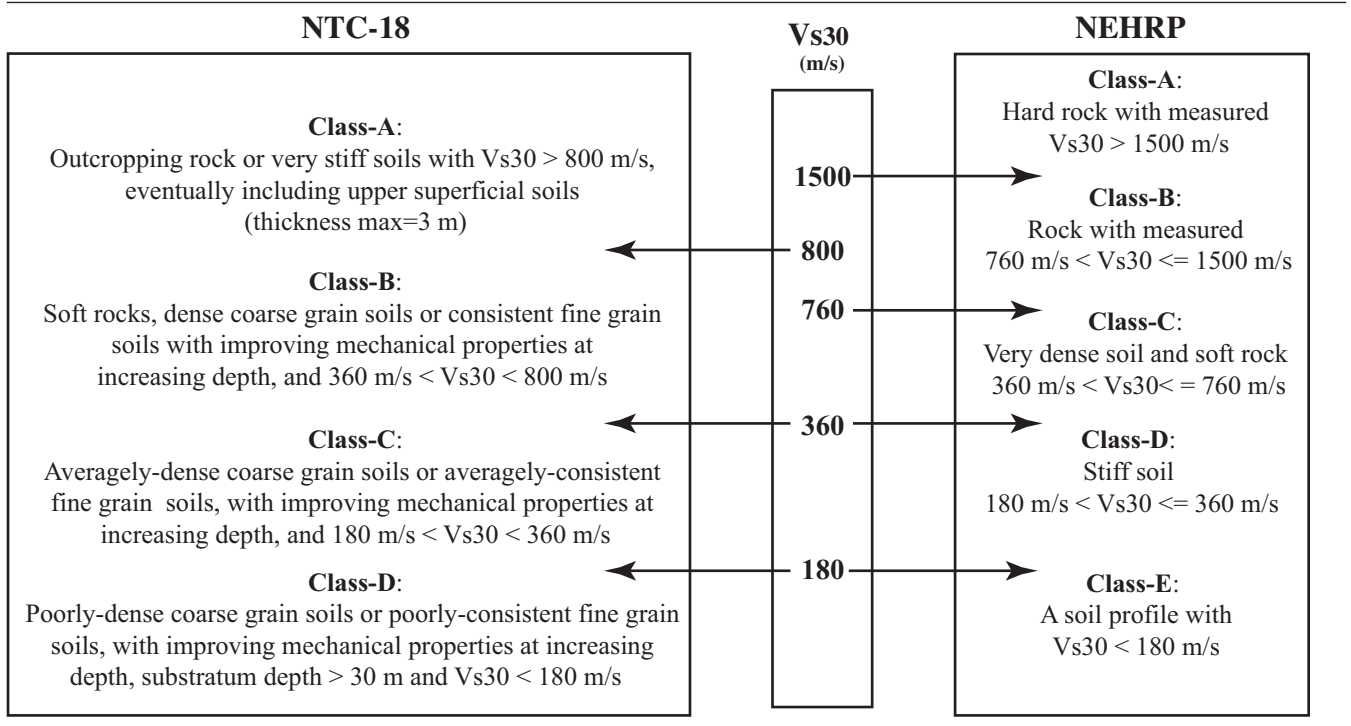 NTC-18
Class-A:
Outcropping rock or very stiff soils with Vs30 > 800 m/s,
eventually including upper superficial soils
(thickness max=3 m)
Class-B:
Soft rocks, dense coarse grain soils or consistent fine grain
soils with improving mechanical properties at
increasing depth, and 360 m/s < Vs30 < 800 m/s
Class-C:
Averagely-dense coarse grain soils or averagely-consistent
fine grain soils, with improving mechanical properties at
increasing depth, and 180 m/s < Vs30 < 360 m/s
Class-D:
Poorly-dense coarse grain soils or poorly-consistent fine grain
soils, with improving mechanical properties at increasing
depth, substratum depth > 30 m and Vs30 < 180 m/s
Vs30
(m/s)
1500
800
760
360
180
NEHRP
Class-A:
Hard rock with measured
Vs30 > 1500 m/s
Class-B:
Rock with measured
760 m/s < Vs30 <= 1500 m/s
Class-C:
Very dense soil and soft rock
360 m/s < Vs30< = 760 m/s
Class-D:
Stiff soil
180 m/s < Vs30 <= 360 m/s
Class-E:
A soil profile with
Vs30 < 180 m/s